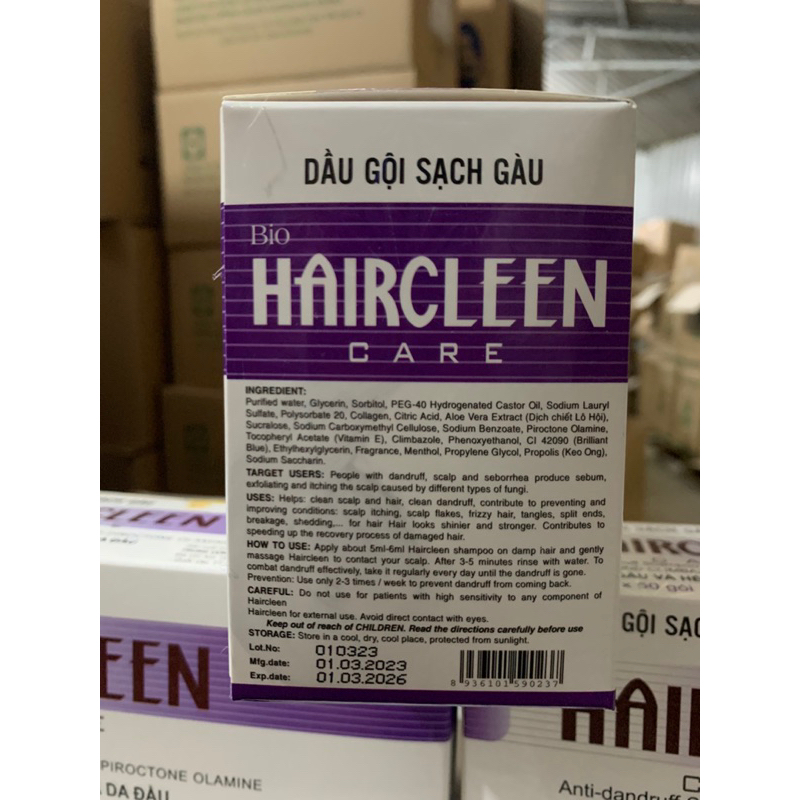 DẦU GỘI SẠCH GÀU
Bio
HAIRCLEEN
CARE
INGREDIENT:
Purified water, Glycerin, Sorbitol, PEG-40 Hydrogenated Castor Oil, Sodium Lauryl
Sulfate, Polysorbate 20, Collagen, Citric Acid, Aloe Vera Extract (Dịch chiết Lô Hội),
Sucralose, Sodium Carboxymethyl Cellulose, Sodium Benzoate, Piroctone Olamine,
Tocopheryl Acetate (Vitamin E), Climbazole, Phenoxyethanol, CI 42090 (Brilliant
Blue), Ethylhexylglycerin, Fragrance, Menthol, Propylene Glycol, Propolis (Keo Ong),
Sodium Saccharin.
TARGET USERS: People with dandruff, scalp and seborrhea produce sebum,
exfoliating and itching the scalp caused by different types of fungi.
USES: Helps: clean scalp and hair, clean dandruff, contribute to preventing and
improving conditions: scalp itching, scalp flakes, frizzy hair, tangles, split ends,
breakage, shedding,... for hair Hair looks shinier and stronger. Contributes to
speeding up the recovery process of damaged hair.
HOW TO USE: Apply about 5ml-6ml Haircleen shampoo on damp hair and gently
massage Haircleen to contact your scalp. After 3-5 minutes rinse with water. To
combat dandruff effectively, take it regularly every day until the dandruff is gone.
Prevention: Use only 2-3 times / week to prevent dandruff from coming back.
CAREFUL: Do not use for patients with high sensitivity to any component of
Haircleen
Haircleen for external use. Avoid direct contact with eyes.
Keep out of reach of CHILDREN. Read the directions carefully before use
STORAGE: Store in a cool, dry, cool place, protected from sunlight.
Lot.No: 010323
Mfg.date: 01.03.2023
Exp.date: 01.03.2026
8 936101 590237
CLEEN
EEN
PIROCTONE OLAMINE
DA ĐẦU
IRCLEEN
50 gói
GỘI SẠC
HAI
Anti-dandruff